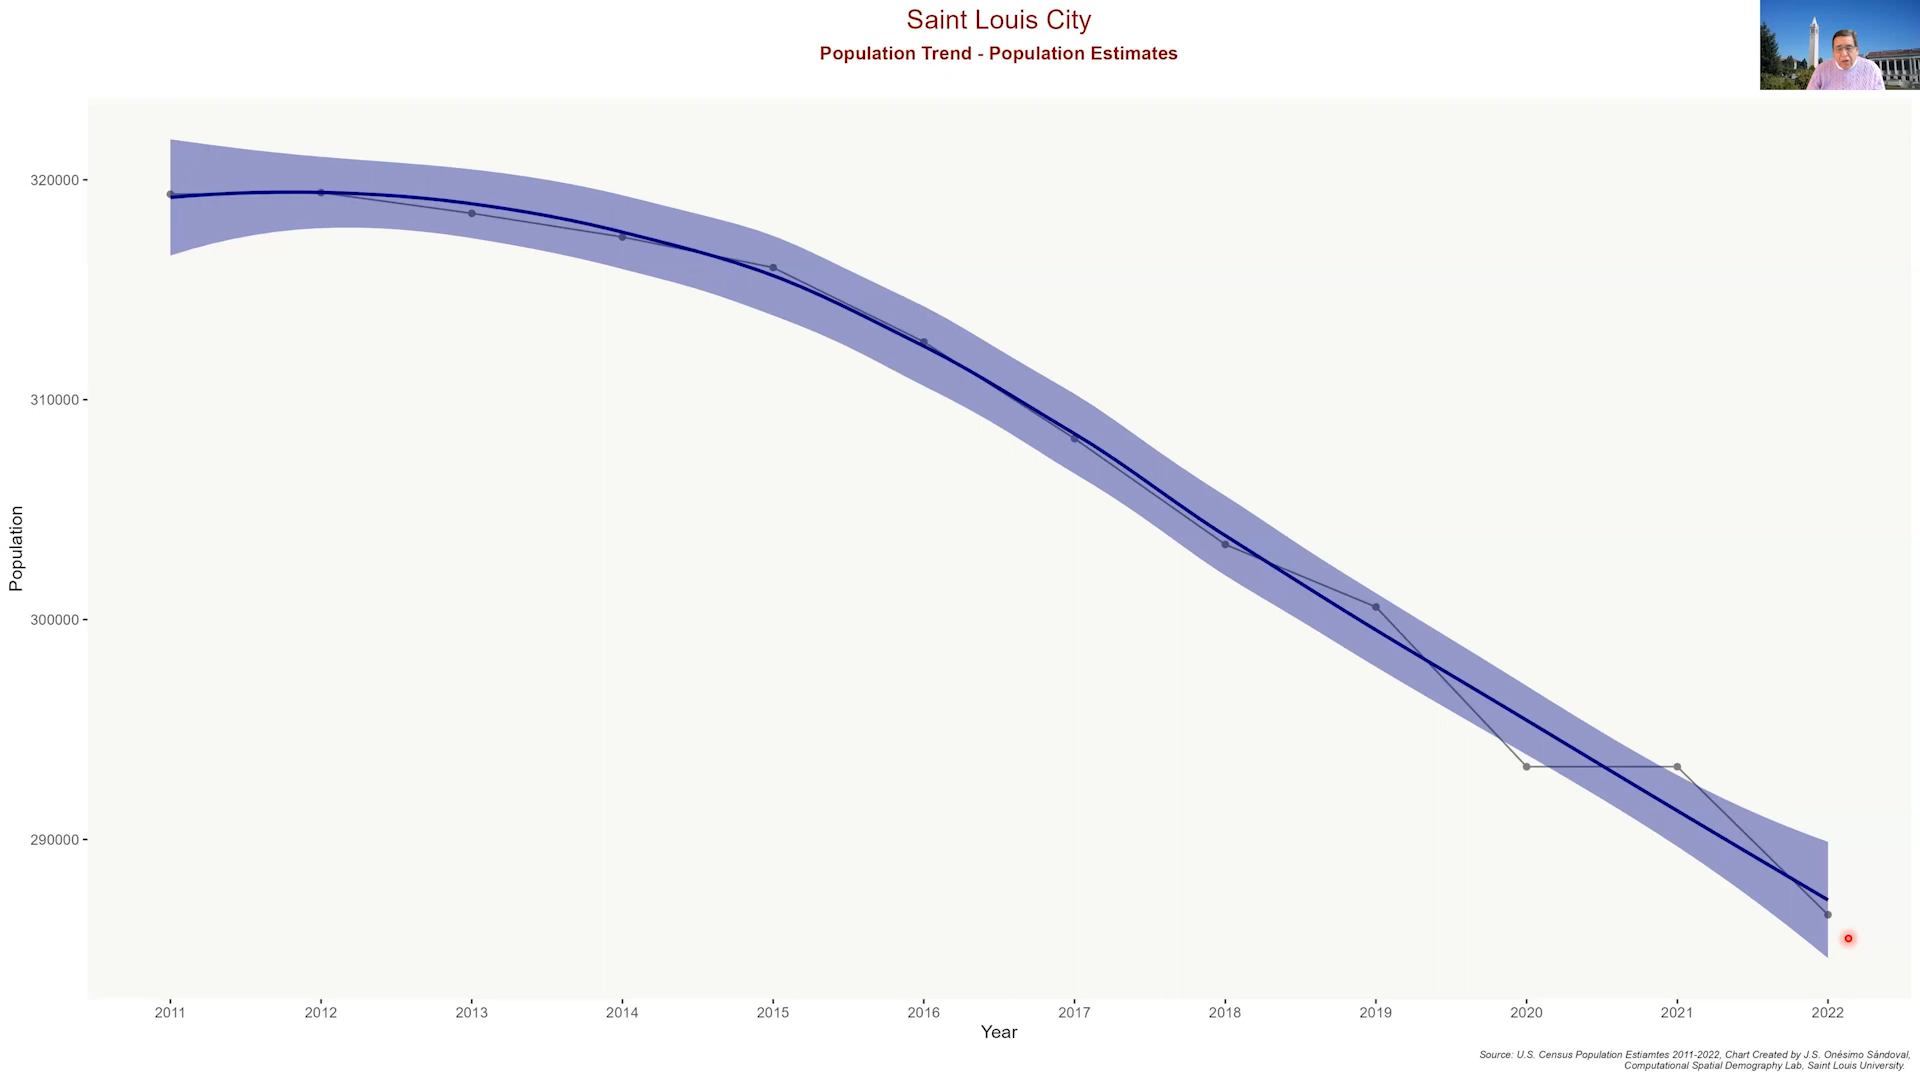 Saint Louis City
Population Trend - Population Estimates
320000
310000
300000
290000
Population
2011 2012 2013 2014 2015 2016 2017 2018 2019 2020 2021 2022
Year
Source: U.S. Census Population Estiamtes 2011-2022, Chart Created by J.S. Onésimo Sándoval,
Computational Spatial Demography Lab, Saint Louis University.